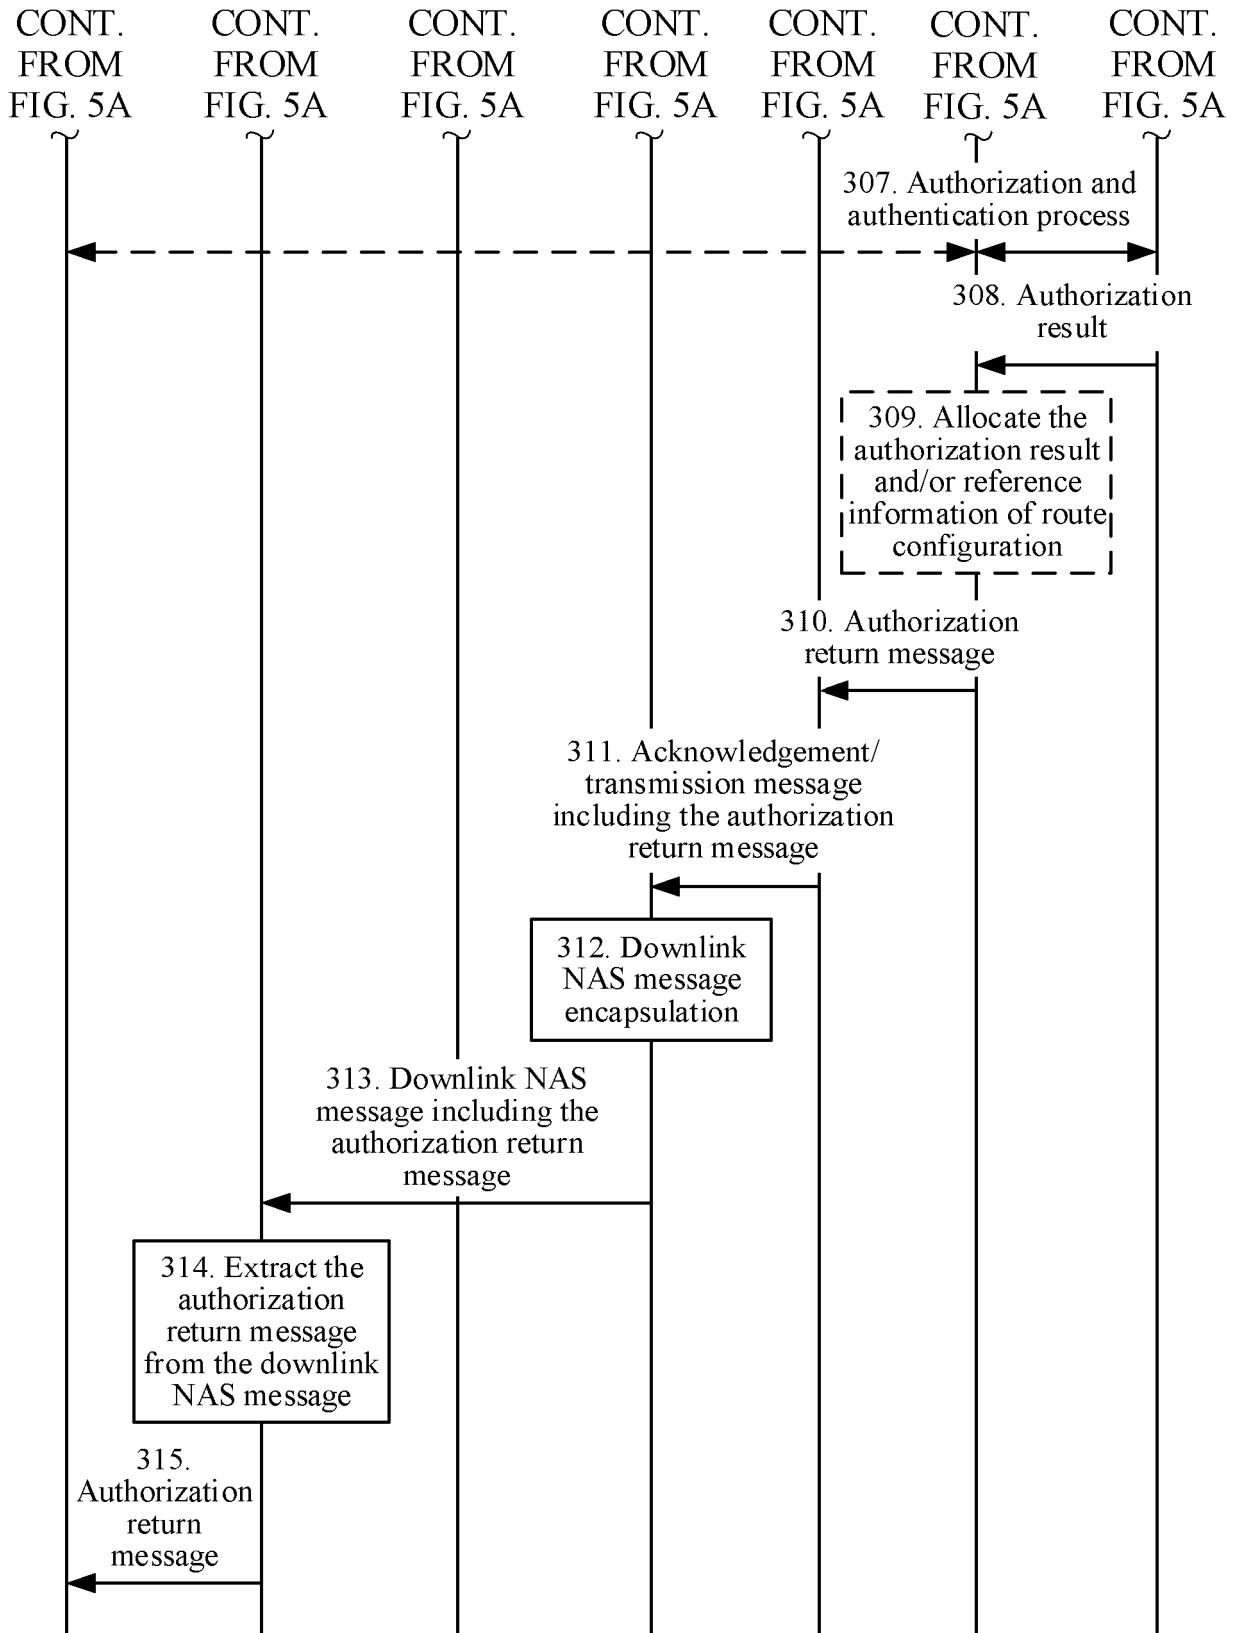 CONT. FROM FIG. 5A
CONT. FROM FIG. 5A
CONT. FROM FIG. 5A
CONT. FROM FIG. 5A
CONT. FROM FIG. 5A
CONT. FROM FIG. 5A
CONT. FROM FIG. 5A
307. Authorization and
authentication process
308. Authorization
result
309. Allocate the
authorization result
and/or reference
information of route
configuration
310. Authorization
return message
311. Acknowledgement/
transmission message
including the authorization
return message
312. Downlink
NAS message
encapsulation
313. Downlink NAS
message including the
authorization return
message
314. Extract the
authorization
return message
from the downlink
NAS message
315.
Authorization
return
message